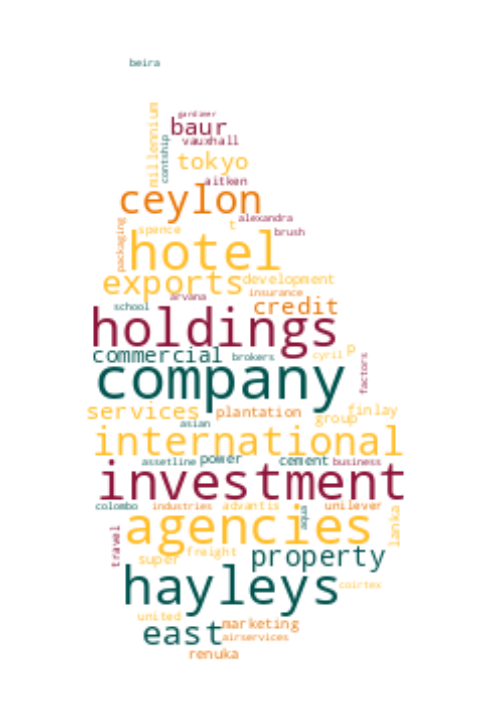 beira
gardiner
millennium
baur
contship
vauxhall
tokyo
aitken
ceylon
alexandra
packaging
spence
t
brush
hotel
exports
development
arvana
insurance
school
credit
holdings
commercial
brokers
cyril
p
company
factors
services
plantation
group
finlay
asian
international
assetline
power
cement
business
investment
colombo
industries
advantis
aqua
unilever
lanka
agencies
travel
super
freight
property
hayleys
coirtex
united
east
marketing
airservices
renuka